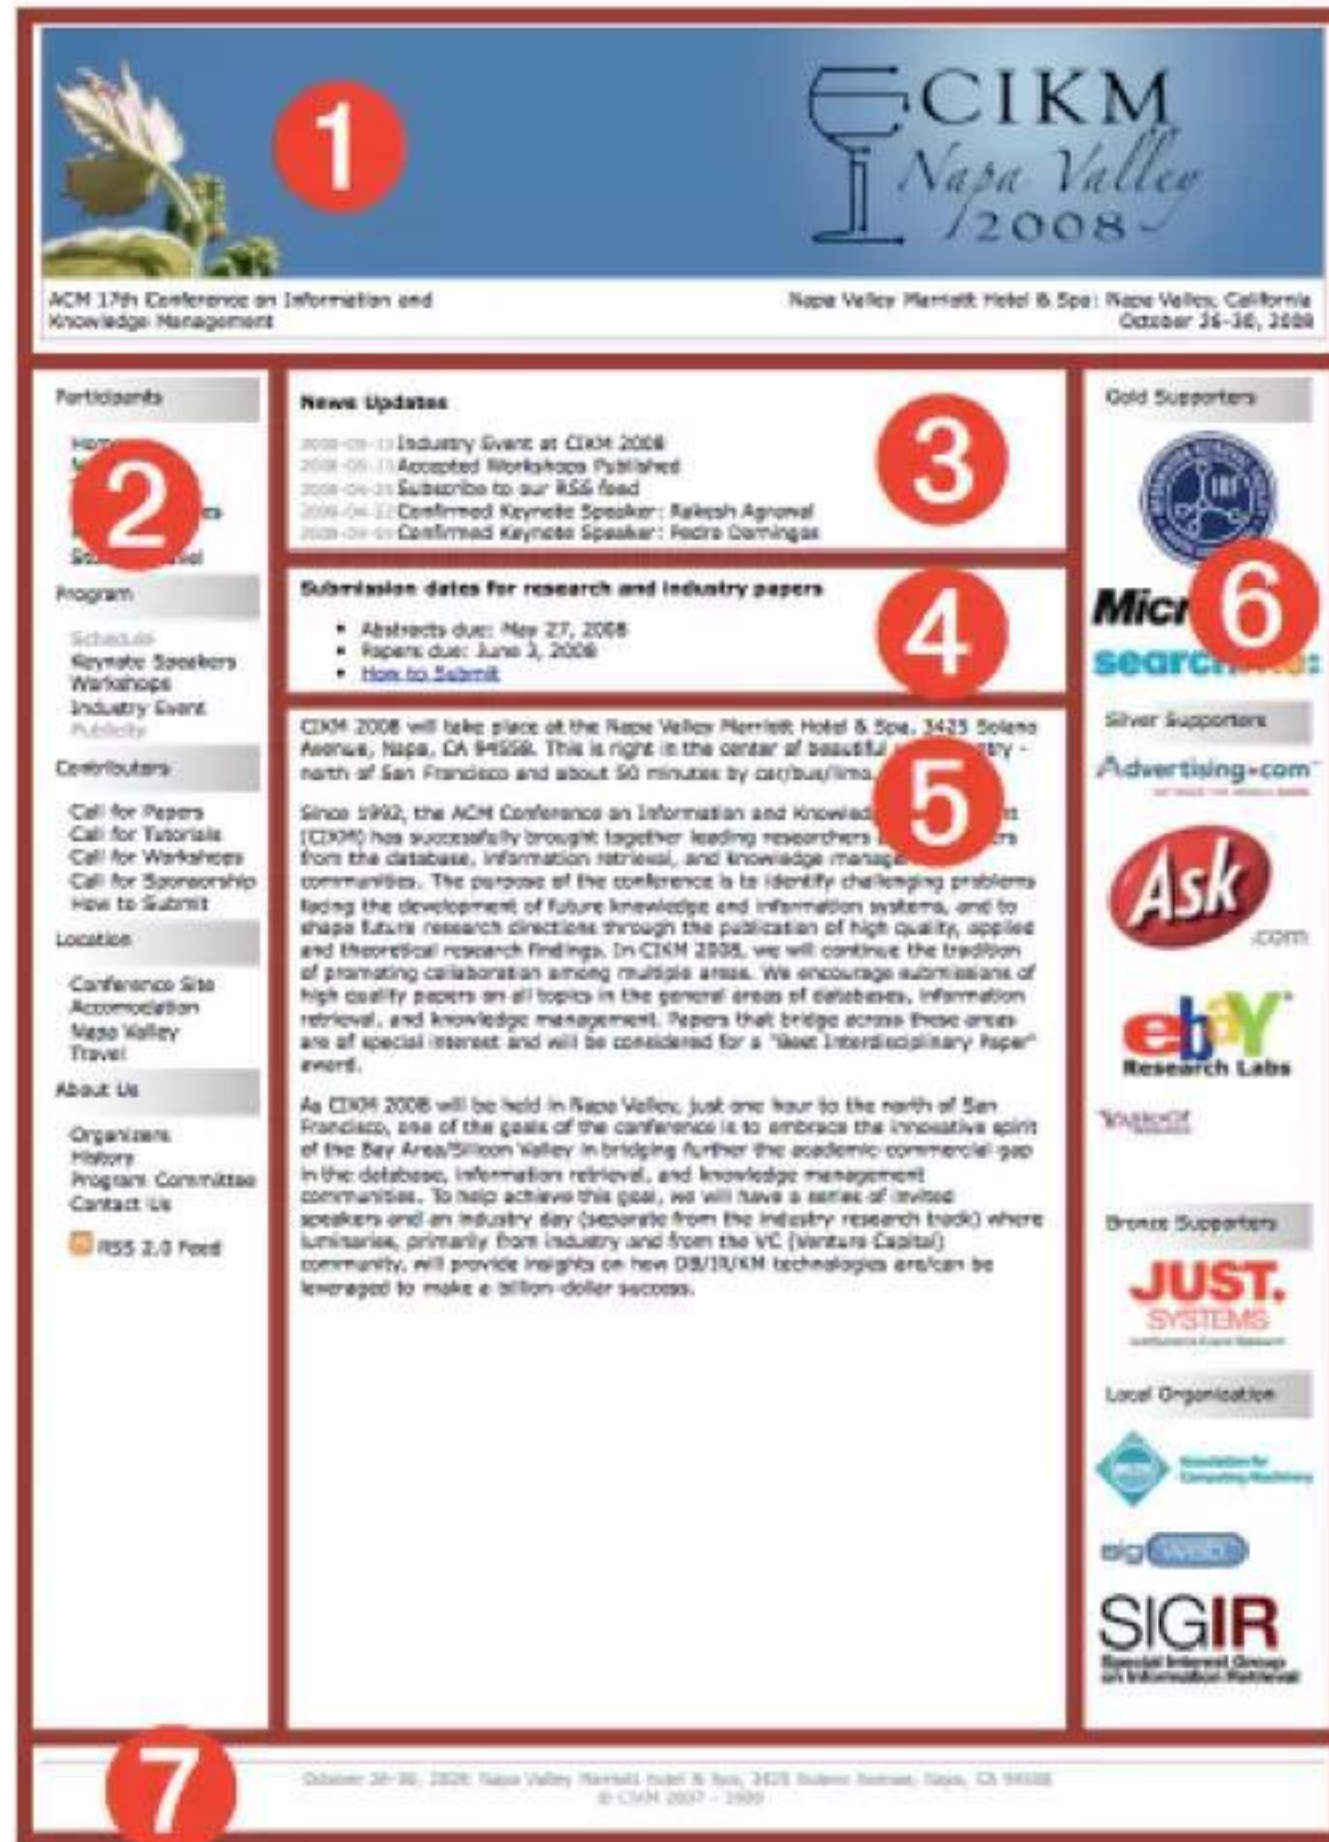 1
CIKM
Napa Valley
2008
ACM 17th Conference on Information and
Knowledge Management
Napa Valley Marriott Hotel & Spa: Napa Valley, California
October 26-30, 2008
Participants
2
Program
Schedule
Keynote Speakers
Workshops
Industry Event
Publicity
Contributors
Call for Papers
Call for Tutorials
Call for Workshops
Call for Sponsorship
How to Submit
Location
Conference Site
Accomodation
Napa Valley
Travel
About Us
Organizers
History
Program Committee
Contact Us
RSS 2.0 Feed
News Updates
3
Industry Event at CIKM 2008
Accepted Workshops Published
Subscribe to our RSS feed
Confirmed Keynote Speaker: Rakesh Agrawal
Confirmed Keynote Speaker: Pedro Domingos
Submission dates for research and industry papers
4
• Abstracts due: May 27, 2008
• Papers due: June 3, 2008
• How to Submit
CIKM 2008 will take place at the Napa Valley Marriott Hotel & Spa, 3425 Solano
Avenue, Napa, CA 94558. This is right in the center of beautiful
north of San Francisco and about 50 minutes by car/bus/limo.
5
Since 1992, the ACM Conference on Information and
(CIKM) has successfully brought together leading researchers
from the database, information retrieval, and knowledge
communities. The purpose of the conference is to identify challenging problems
facing the development of future knowledge and information systems, and to
shape future research directions through the publication of high quality, applied
and theoretical research findings. In CIKM 2008, we will continue the tradition
of promoting collaboration among multiple areas. We encourage submissions of
high quality papers on all topics in the general areas of databases, information
retrieval, and knowledge management. Papers that bridge across these areas
are of special interest and will be considered for a "Best Interdisciplinary Paper"
award.
As CIKM 2008 will be held in Napa Valley, just one hour to the north of San
Francisco, one of the goals of the conference is to embrace the innovative spirit
of the Bay Area/Silicon Valley in bridging further the academic-commercial gap
in the database, information retrieval, and knowledge management
communities. To help achieve this goal, we will have a series of invited
speakers and an industry day (separate from the industry research track) where
luminaries, primarily from industry and from the VC (Venture Capital)
community, will provide insights on how DB/IR/KM technologies are/can be
leveraged to make a billion-dollar success.
Gold Supporters
IRF
6
Silver Supporters
Advertising.com
Ask
.com
ebaY
Research Labs
Bronze Supporters
JUST.
SYSTEMS
Local Organisation
Association for
Computing Machinery
sig WEB
SIGIR
Special Interest Group
on Information Retrieval
7
October 26-30, 2008, Napa Valley Marriott Hotel & Spa, 3425 Solano Avenue, Napa, CA 94558